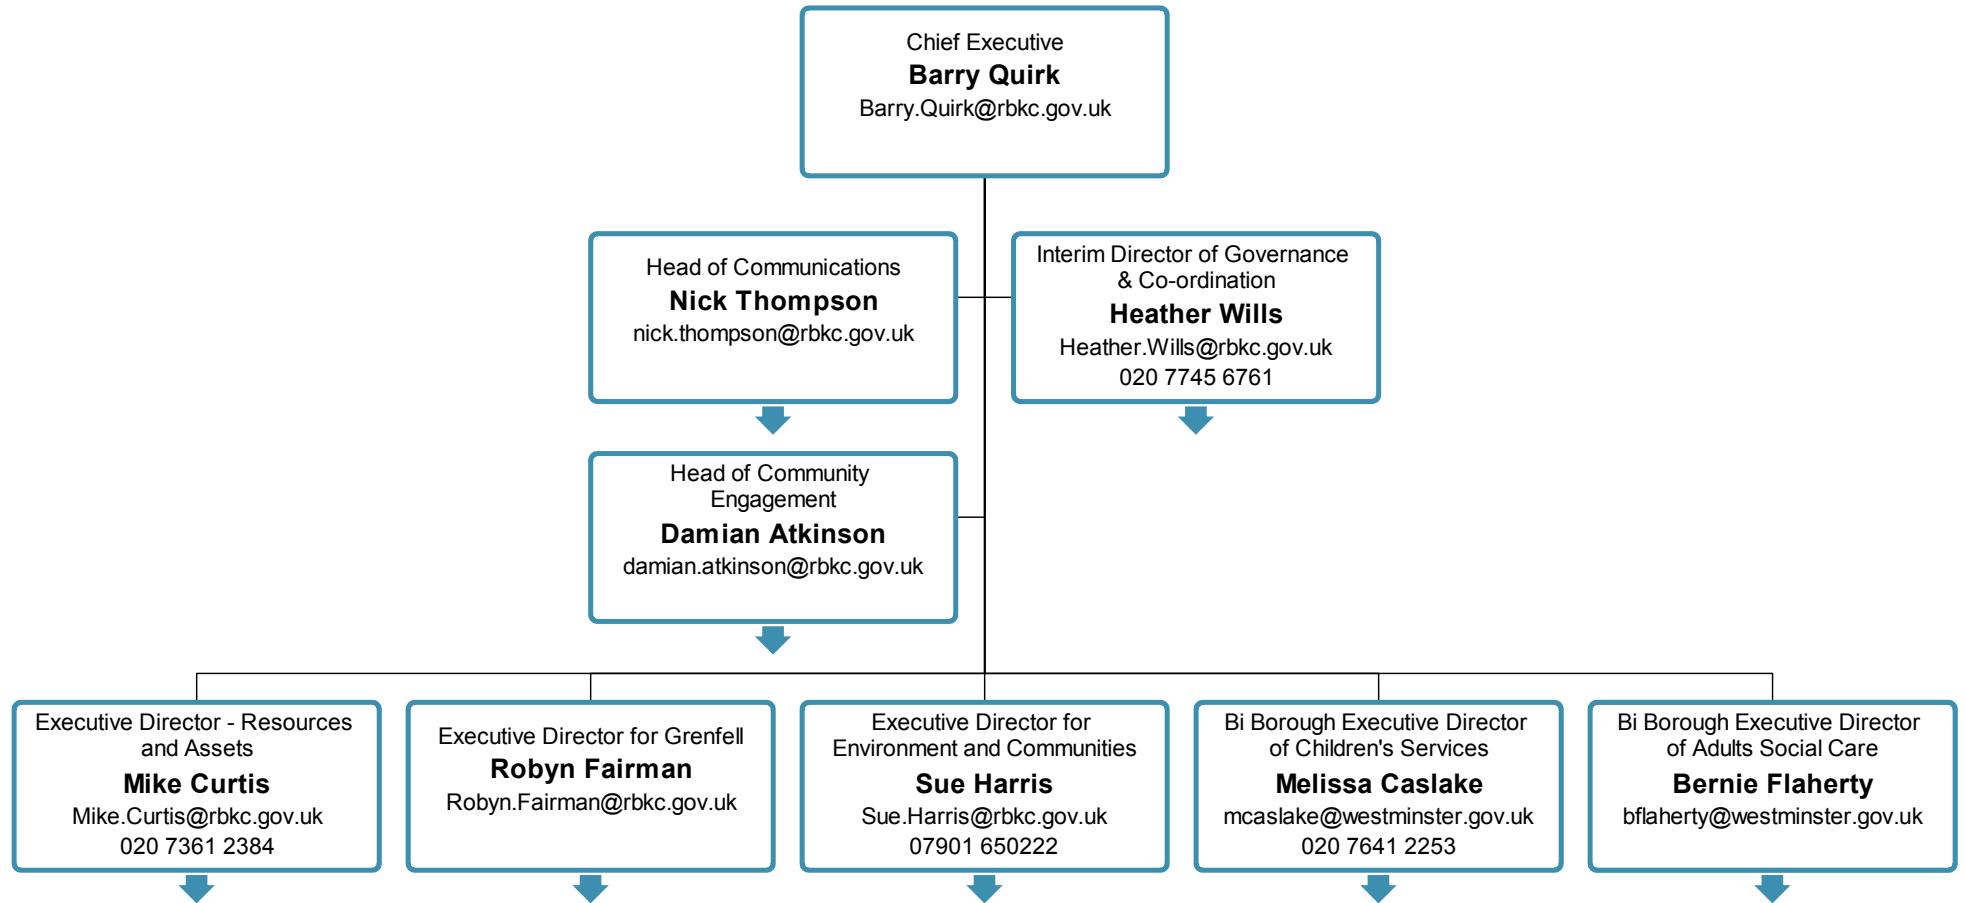 Chief Executive
Barry Quirk
Barry.Quirk@rbkc.gov.uk
Head of Communications
Nick Thompson
nick.thompson@rbkc.gov.uk
Interim Director of Governance
& Co-ordination
Heather Wills
Heather.Wills@rbkc.gov.uk
020 7745 6761
Head of Community
Engagement
Damian Atkinson
damian.atkinson@rbkc.gov.uk
Executive Director - Resources
and Assets
Mike Curtis
Mike.Curtis@rbkc.gov.uk
020 7361 2384
Executive Director for Grenfell
Robyn Fairman
Robyn.Fairman@rbkc.gov.uk
Executive Director for
Environment and Communities
Sue Harris
Sue.Harris@rbkc.gov.uk
07901 650222
Bi Borough Executive Director
of Children's Services
Melissa Caslake
mcaslake@westminster.gov.uk
020 7641 2253
Bi Borough Executive Director
of Adults Social Care
Bernie Flaherty
bflaherty@westminster.gov.uk